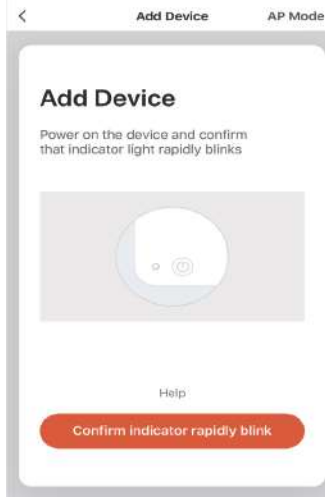 Add Device
AP Mode
Add Device
Power on the device and confirm
that indicator light rapidly blinks
Help
Confirm indicator rapidly blink